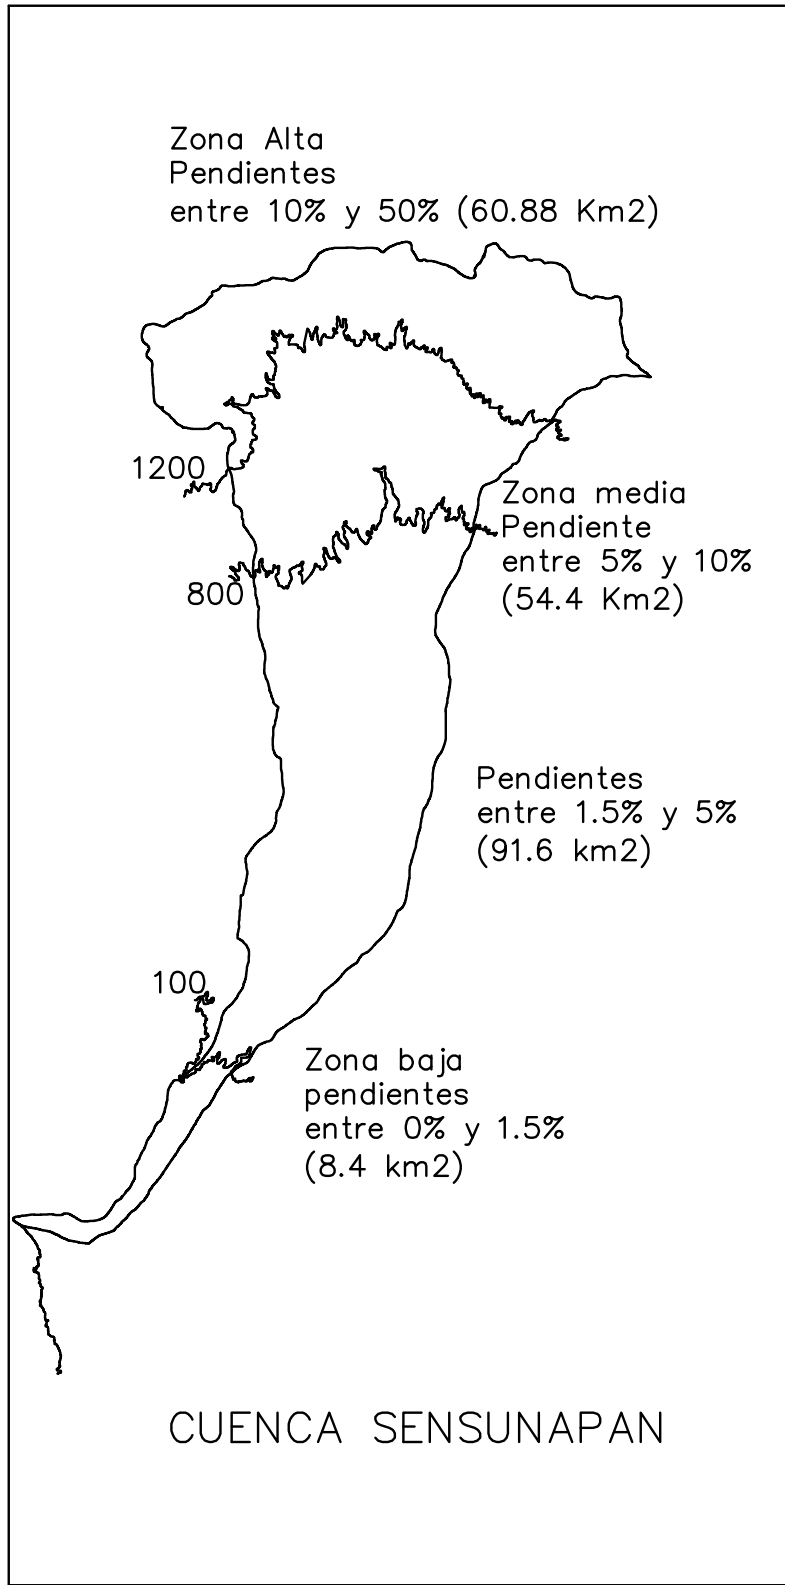 Zona Alta
Pendientes
entre 10% y 50% (60.88 Km2)
1200
Zona media
Pendiente
entre 5% y 10%
(54.4 Km2)
800
Pendientes
entre 1.5% y 5%
(91.6 km2)
100
Zona baja
pendientes
entre 0% y 1.5%
(8.4 km2)
CUENCA SENSUNAPAN